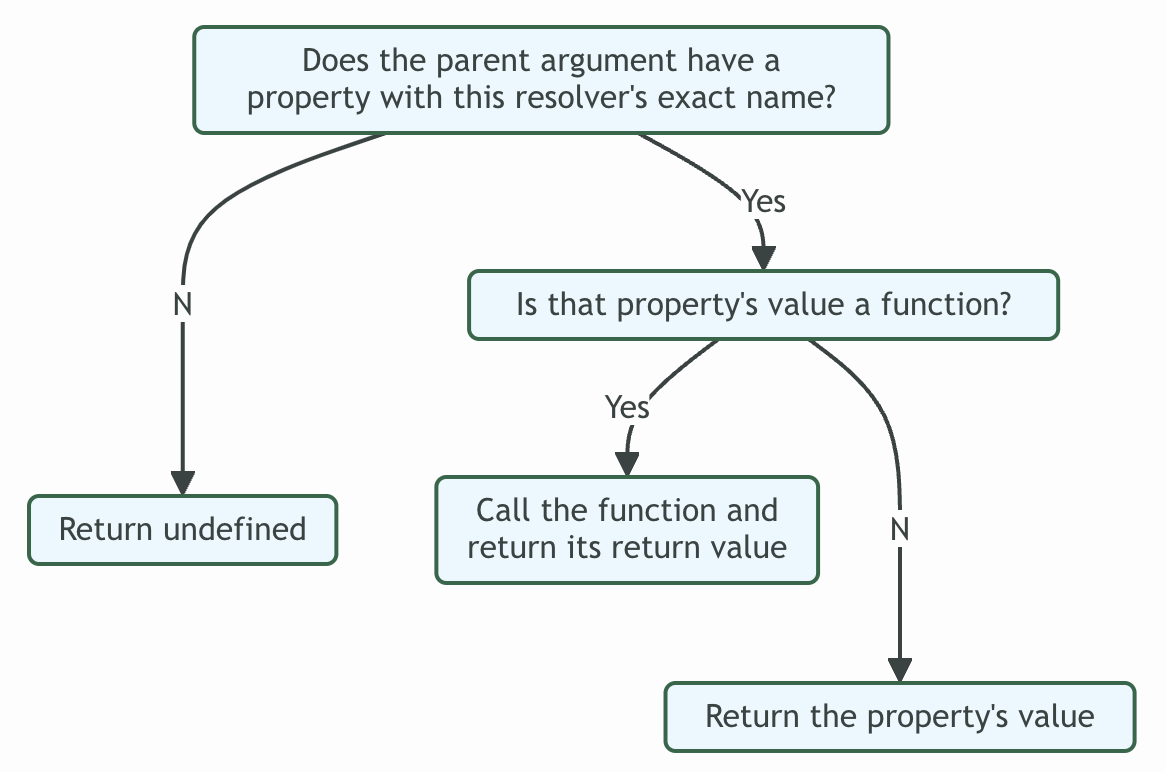 Does the parent argument have a
property with this resolver's exact name?
Yes
N
Is that property's value a function?
Yes
Call the function and
return its return value
Return undefined
N
Return the property's value